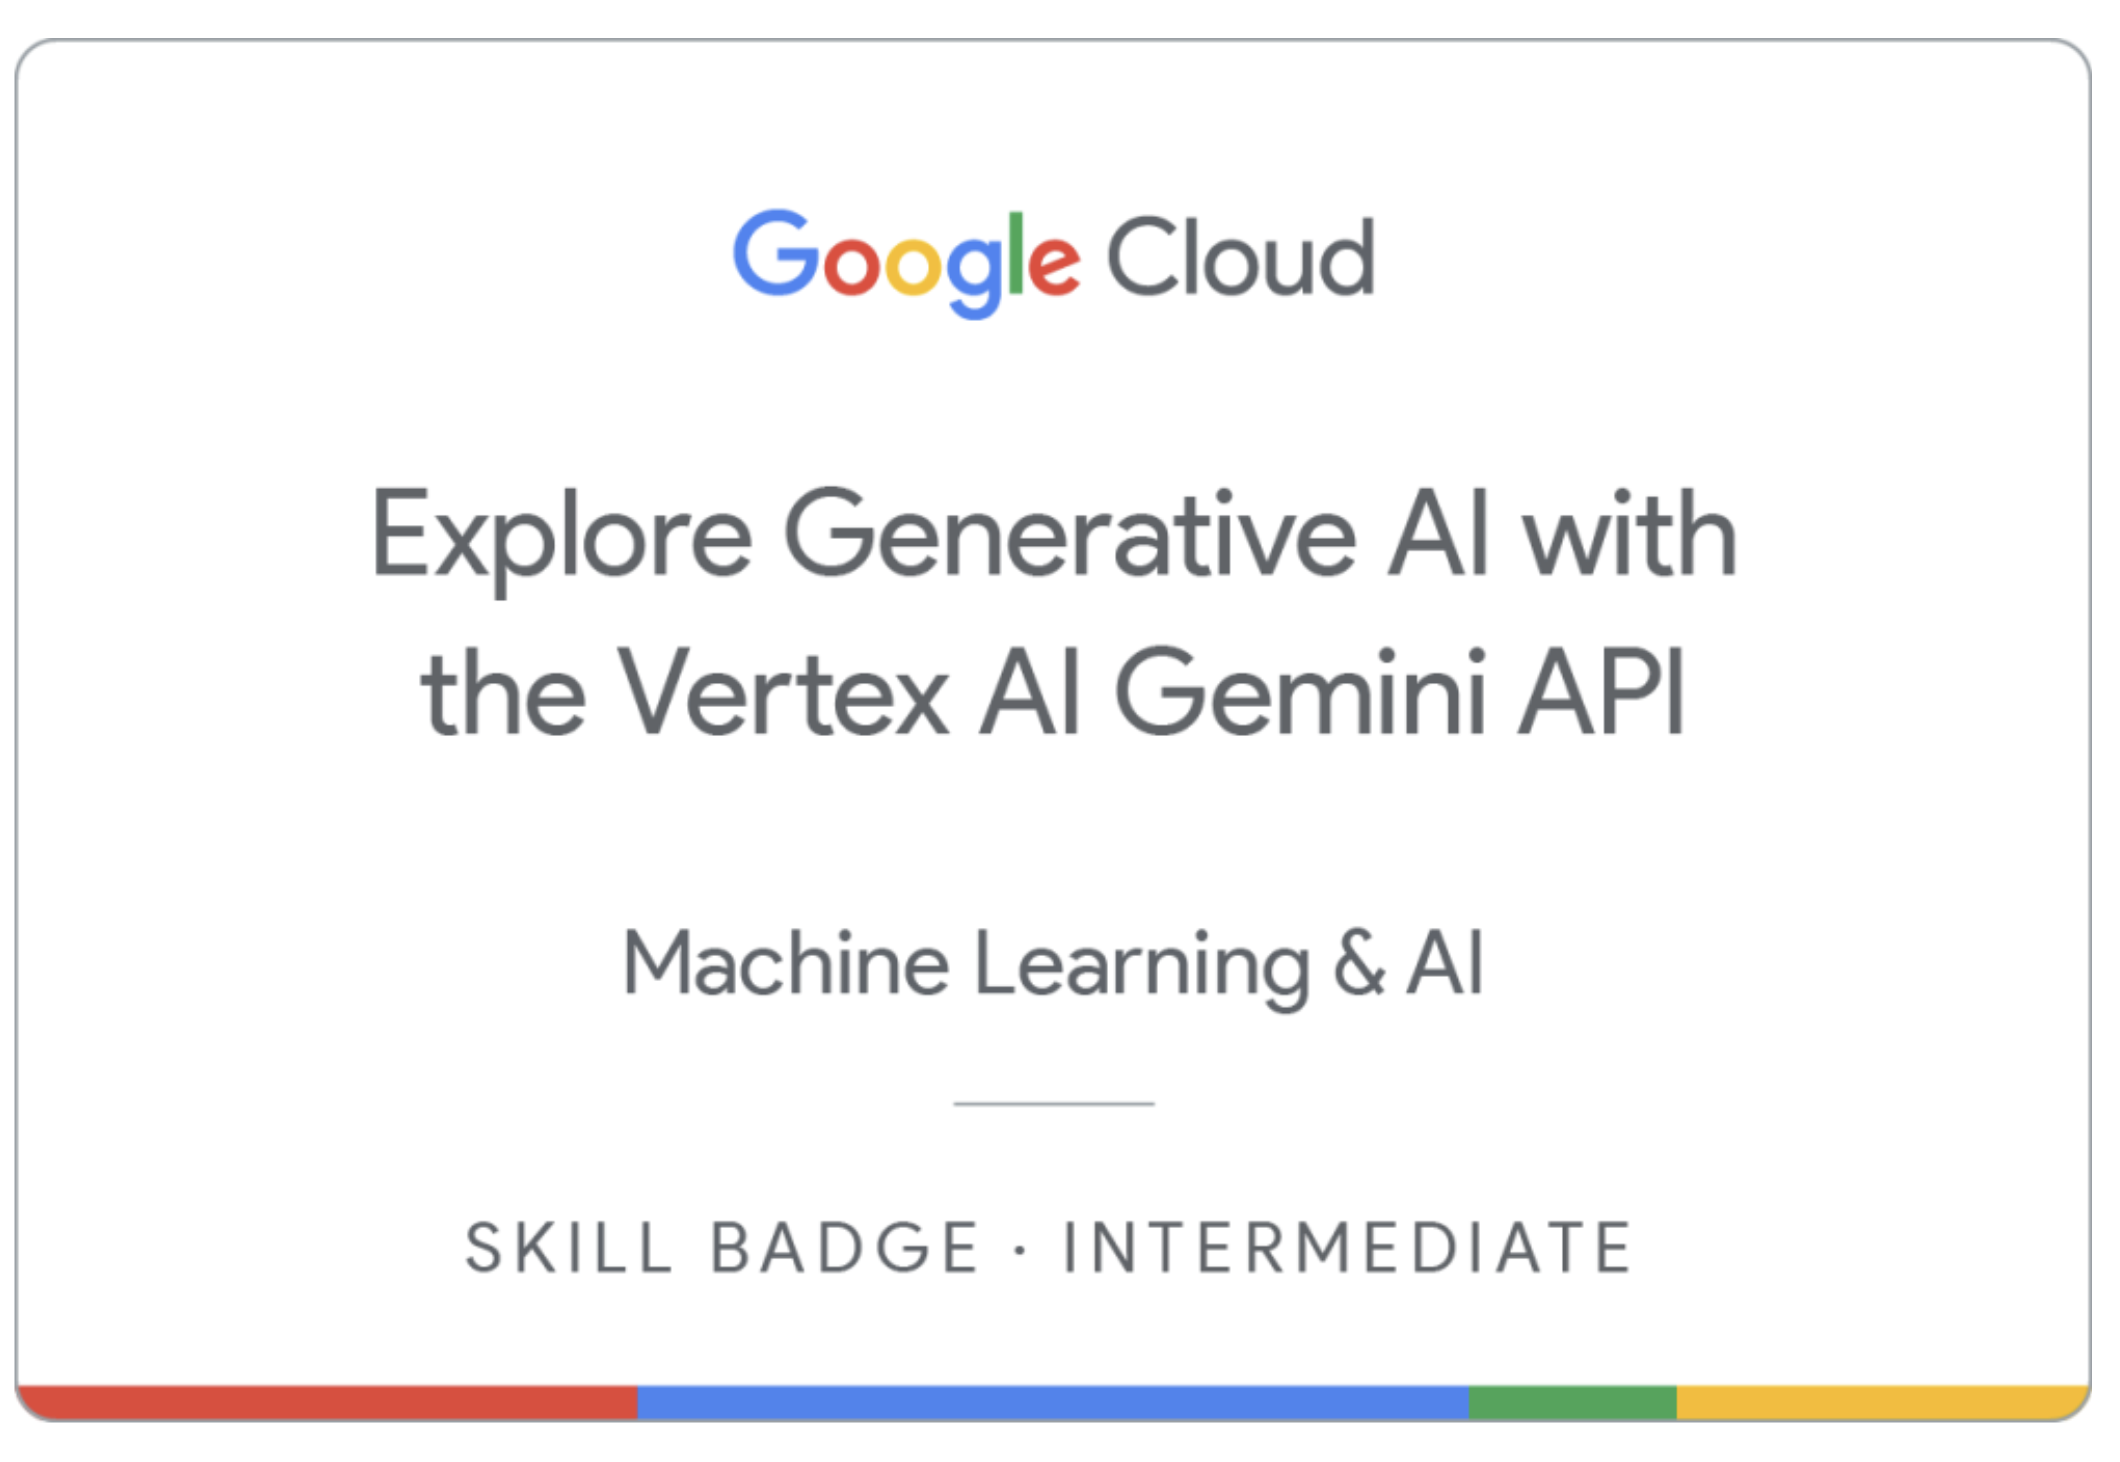 Google Cloud
Explore Generative AI with
the Vertex AI Gemini API
Machine Learning & AI
SKILL BADGE · INTERMEDIATE